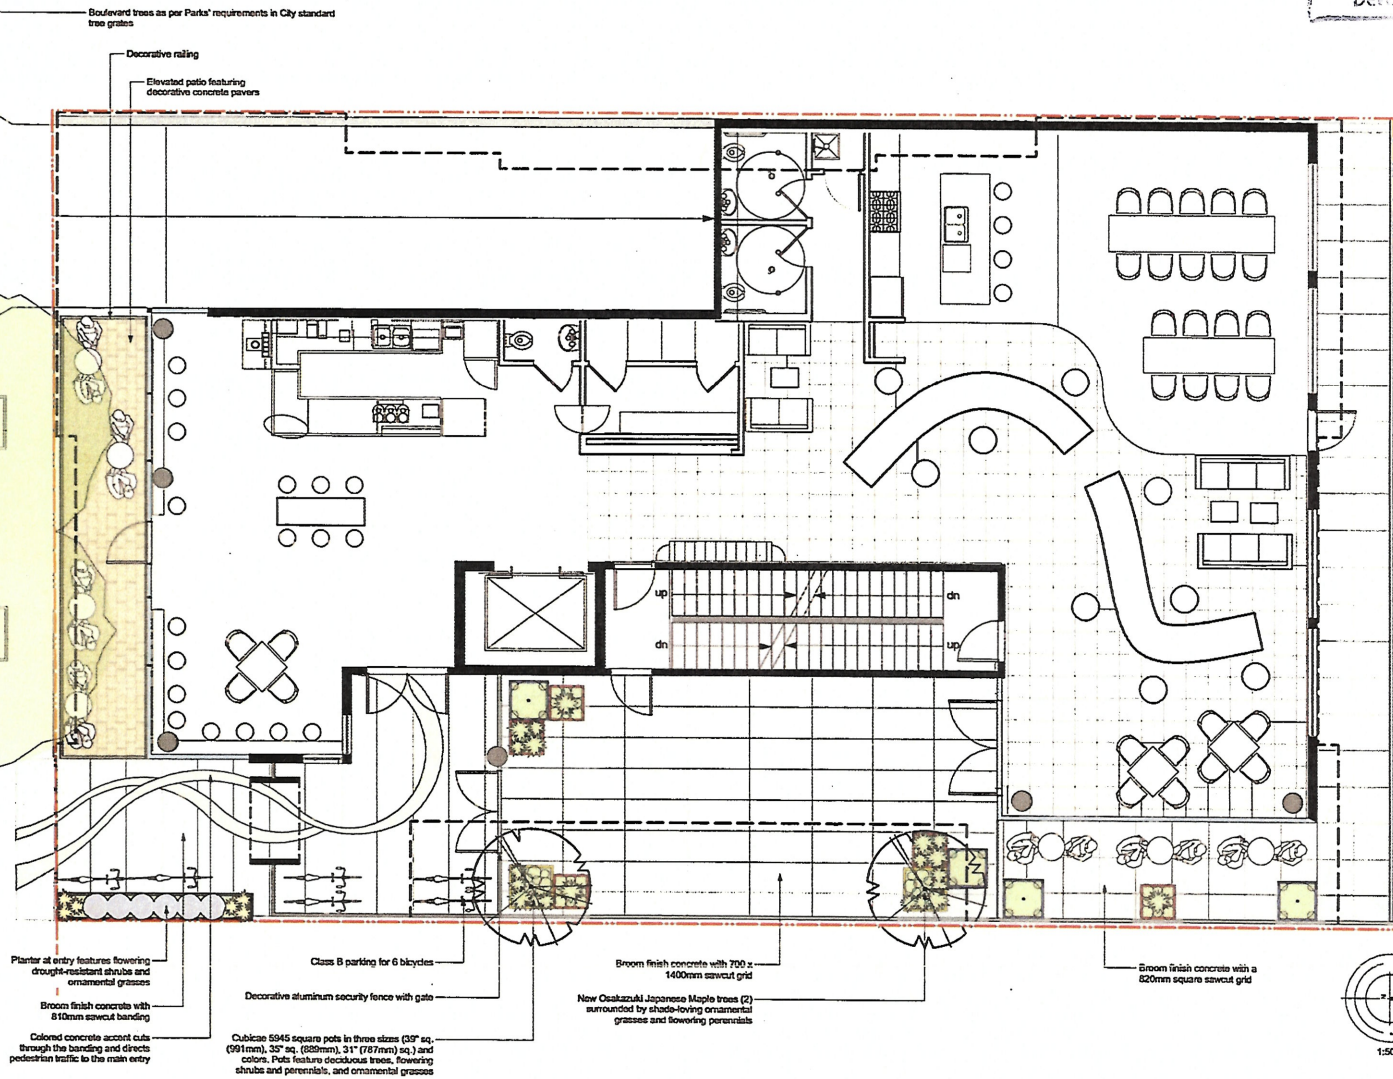 Boulevard trees as per Parks' requirements in City standard
tree grates
Decorative railing
Elevated patio featuring
decorative concrete pavers
up
dn
dn
up
Planter at entry features flowering
drought-resistant shrubs and
ornamental grasses
Broom finish concrete with
810mm sawcut banding
Colored concrete accent cuts
through the banding and directs
pedestrian traffic to the main entry
Class B parking for 6 bicycles
Decorative aluminum security fence with gate
Cubicae 5945 square pots in three sizes (39" sq.
(991mm), 35" sq. (889mm), 31" (787mm) sq.) and
colors. Pots feature deciduous trees, flowering
shrubs and perennials, and ornamental grasses
Broom finish concrete with 700 x
1400mm sawcut grid
New Osakazuki Japanese Maple trees (2)
surrounded by shade-loving ornamental
grasses and flowering perennials
Broom finish concrete with a
820mm square sawcut grid